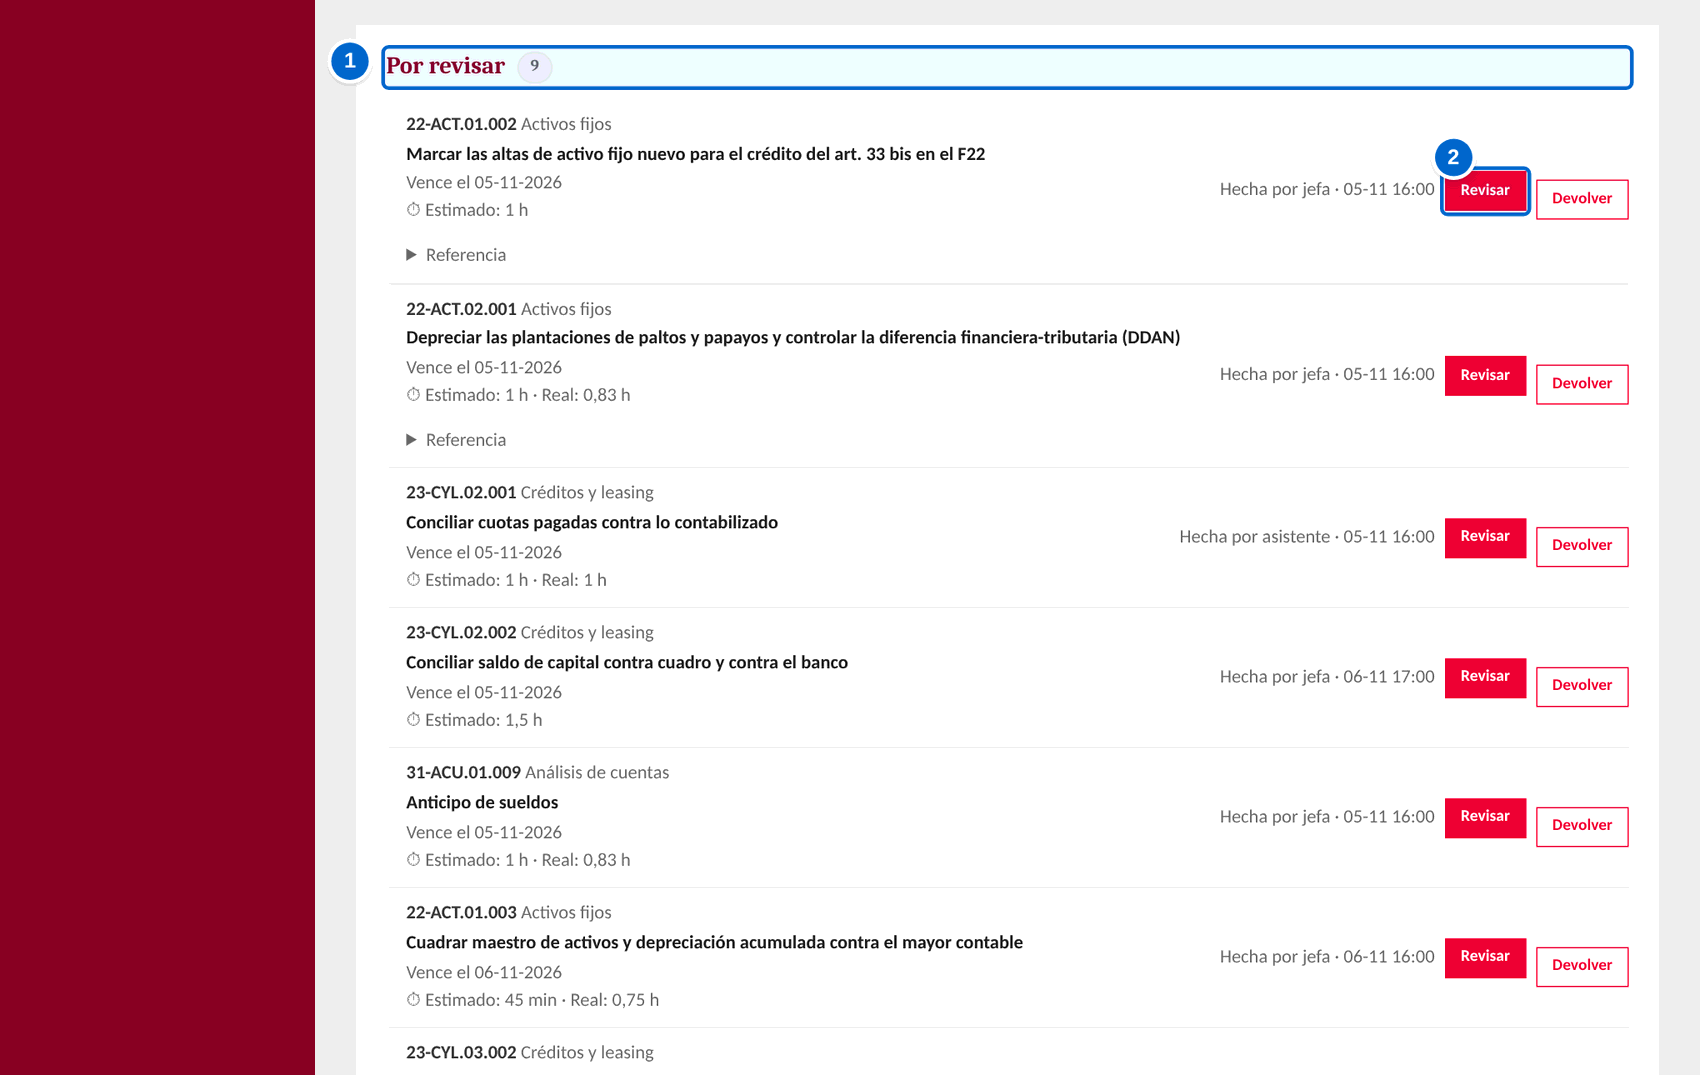 1
Por revisar 9
22-ACT.01.002 Activos fijos
Marcar las altas de activo fijo nuevo para el crédito del art. 33 bis en el F22
Vence el 05-11-2026
⏱ Estimado: 1 h
2
Hecha por jefa · 05-11 16:00 Revisar Devolver
▶ Referencia
22-ACT.02.001 Activos fijos
Depreciar las plantaciones de paltos y papayos y controlar la diferencia financiera-tributaria (DDAN)
Vence el 05-11-2026
⏱ Estimado: 1 h · Real: 0,83 h
Hecha por jefa · 05-11 16:00 Revisar Devolver
▶ Referencia
23-CYL.02.001 Créditos y leasing
Conciliar cuotas pagadas contra lo contabilizado
Vence el 05-11-2026
⏱ Estimado: 1 h · Real: 1 h
Hecha por asistente · 05-11 16:00 Revisar Devolver
23-CYL.02.002 Créditos y leasing
Conciliar saldo de capital contra cuadro y contra el banco
Vence el 05-11-2026
⏱ Estimado: 1,5 h
Hecha por jefa · 06-11 17:00 Revisar Devolver
31-ACU.01.009 Análisis de cuentas
Anticipo de sueldos
Vence el 05-11-2026
⏱ Estimado: 1 h · Real: 0,83 h
Hecha por jefa · 05-11 16:00 Revisar Devolver
22-ACT.01.003 Activos fijos
Cuadrar maestro de activos y depreciación acumulada contra el mayor contable
Vence el 06-11-2026
⏱ Estimado: 45 min · Real: 0,75 h
Hecha por jefa · 06-11 16:00 Revisar Devolver
23-CYL.03.002 Créditos y leasing